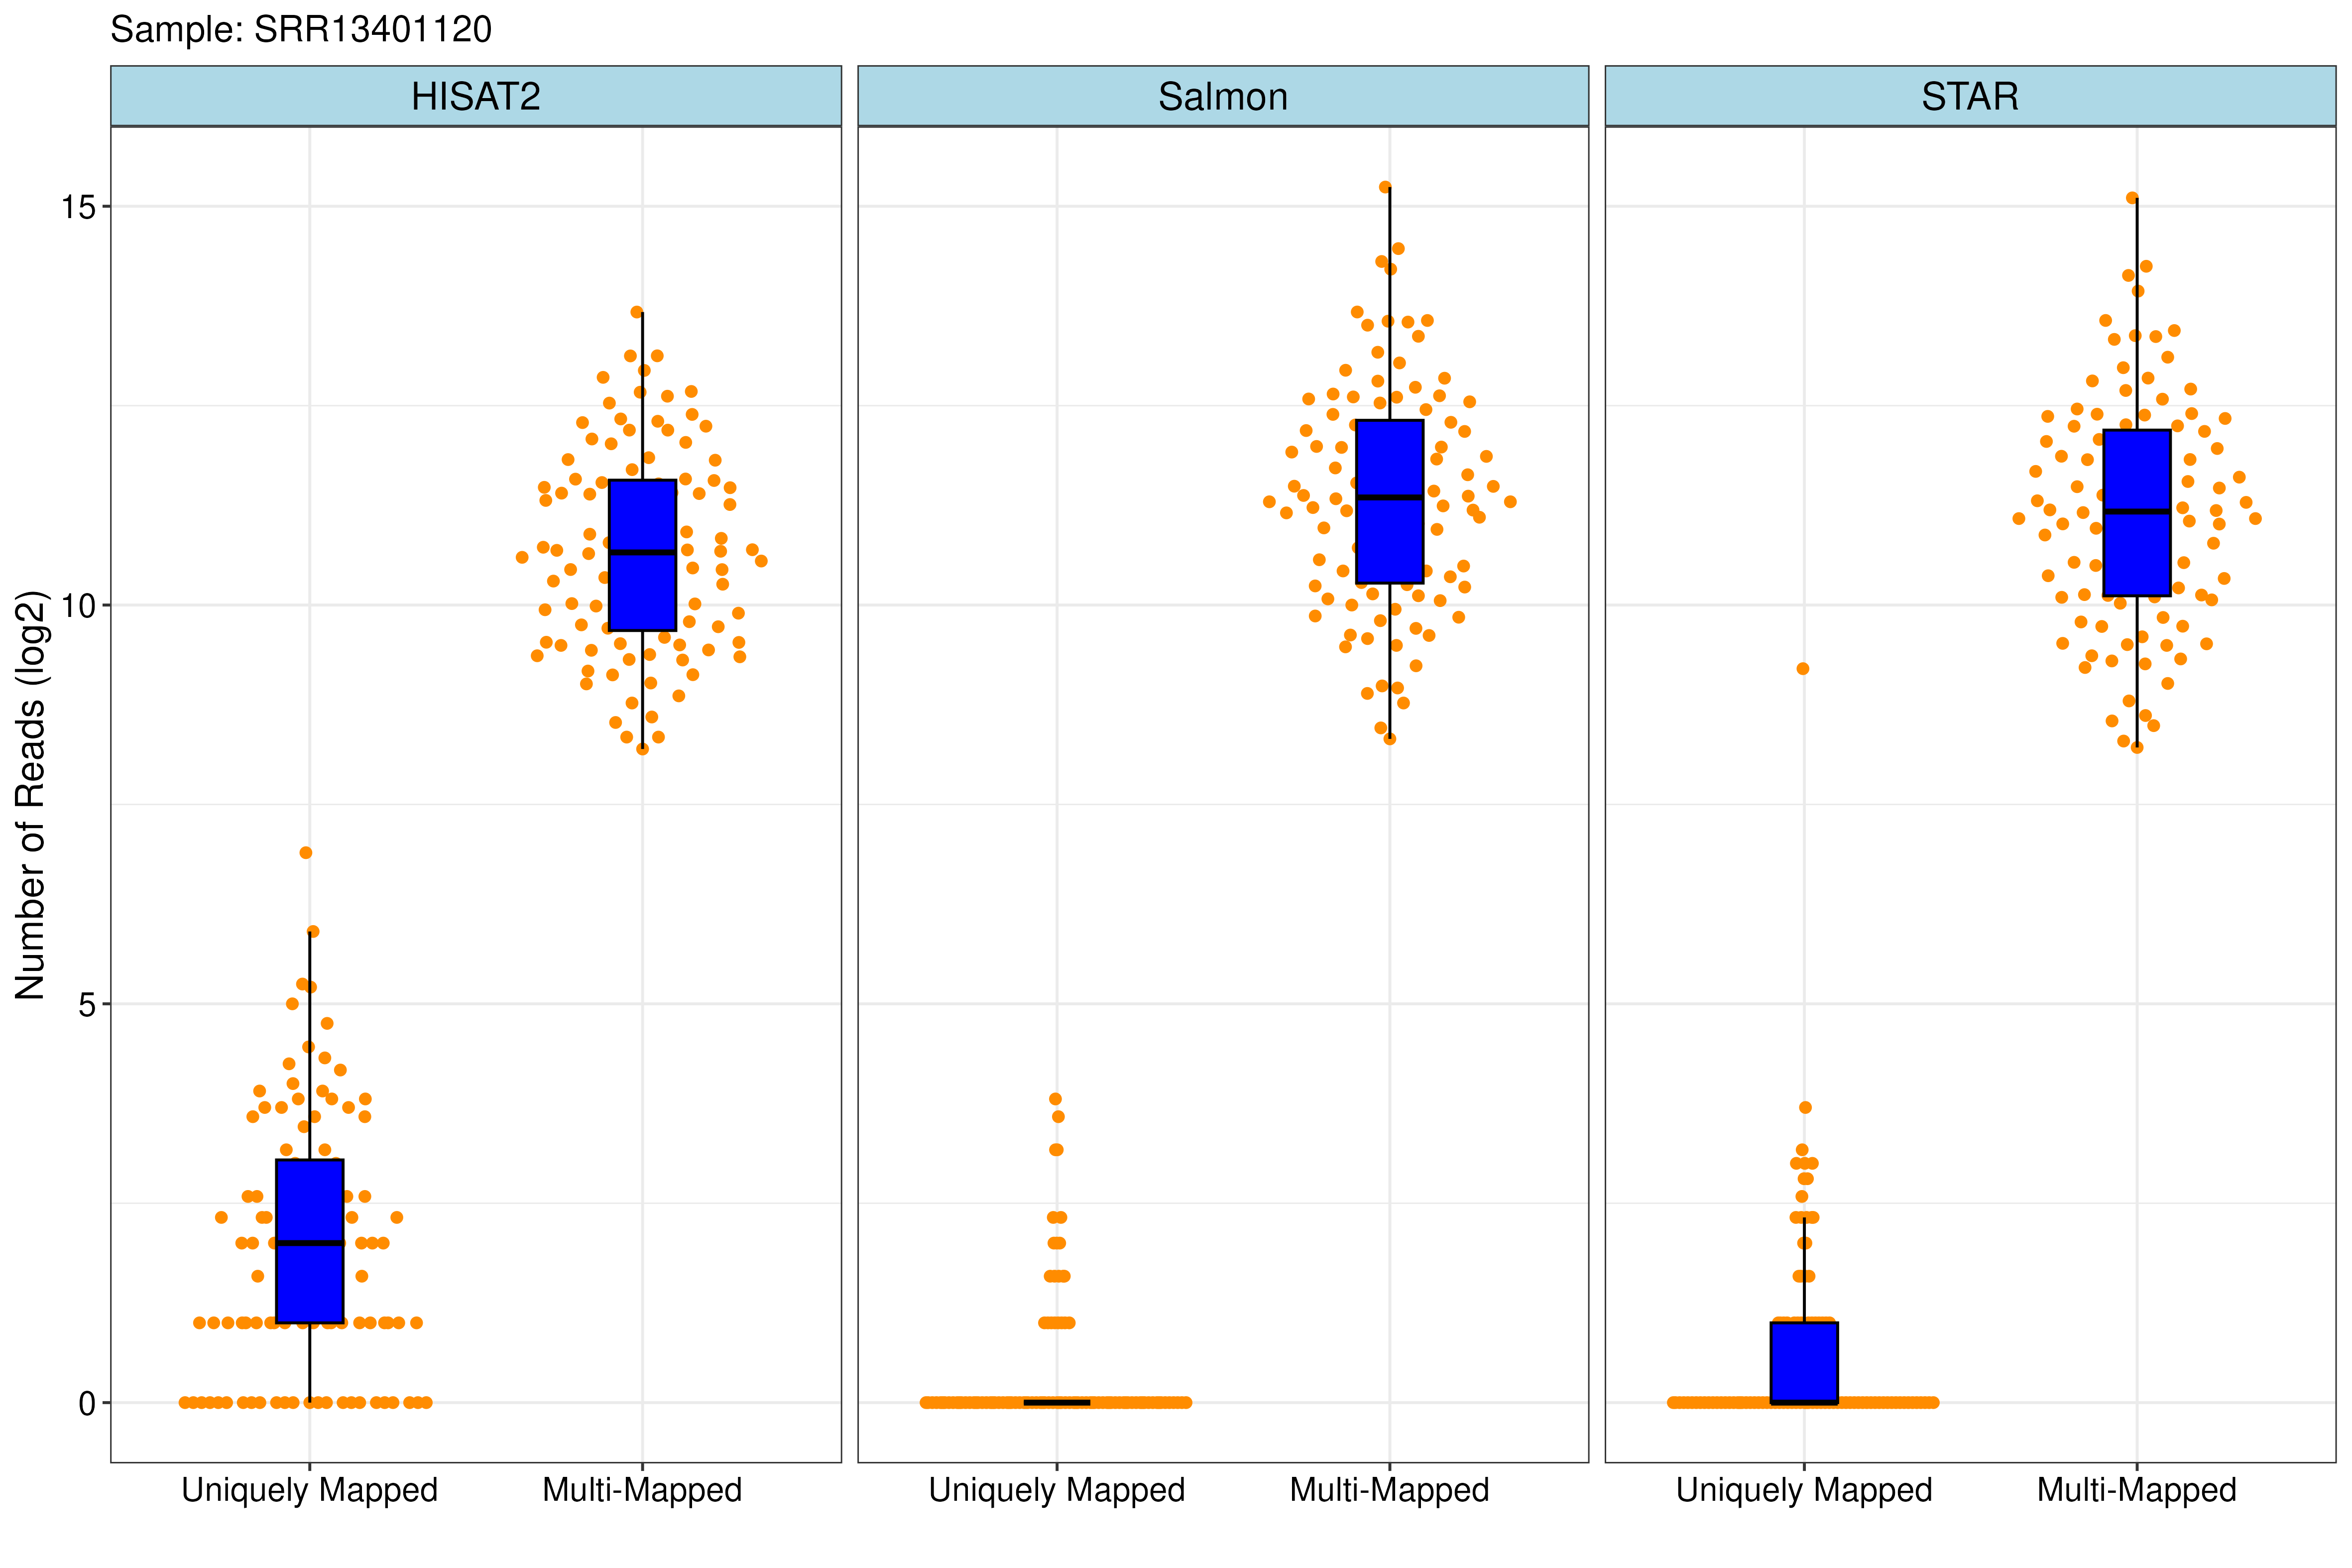 Sample: SRR13401120
HISAT2
Salmon
STAR
Number of Reads (log2)
15
10
5
0
Uniquely Mapped
Multi-Mapped
Uniquely Mapped
Multi-Mapped
Uniquely Mapped
Multi-Mapped